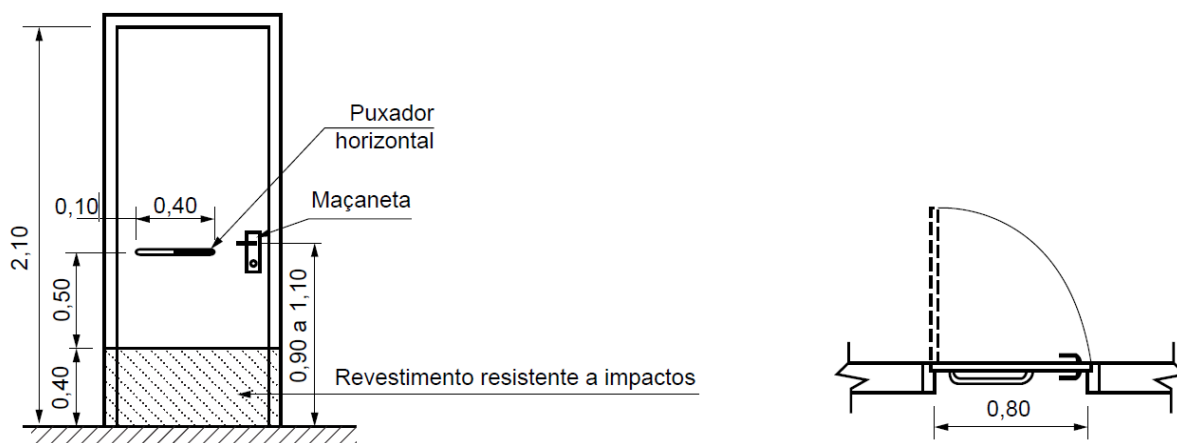 Puxador
horizontal
Maçaneta
0,10
0,40
2,10
0,50
0,90 a 1,10
0,40
Revestimento resistente a impactos
0,80